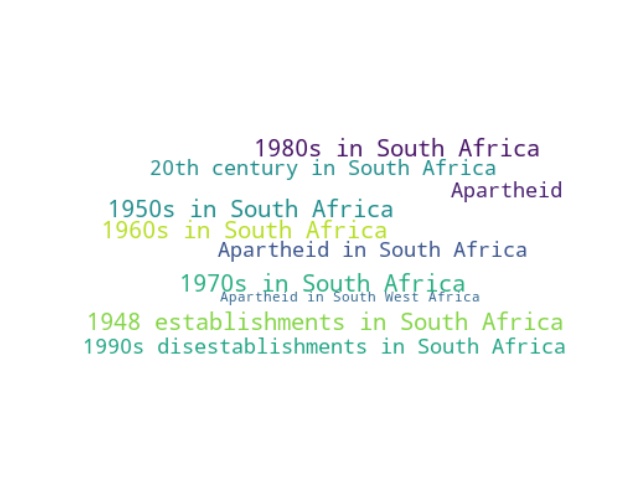 1980s in South Africa
20th century in South Africa
Apartheid
1950s in South Africa
1960s in South Africa
Apartheid in South Africa
1970s in South Africa
Apartheid in South West Africa
1948 establishments in South Africa
1990s disestablishments in South Africa